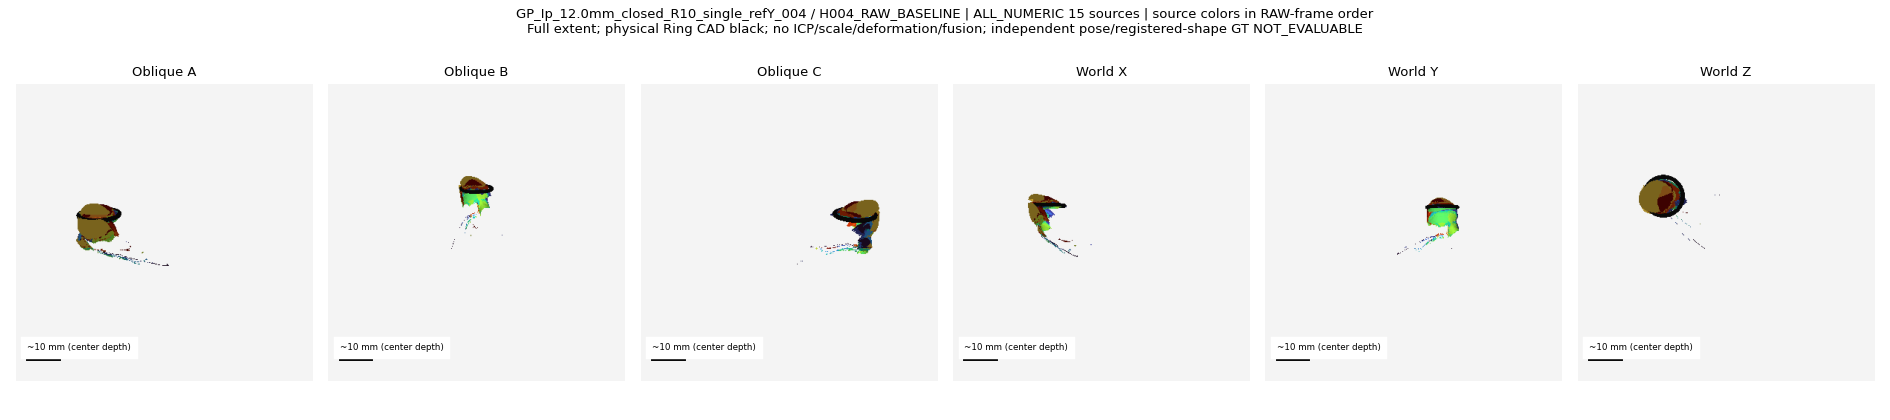 GP_Ip_12.0mm_closed_R10_single_refY_004 / H004_RAW_BASELINE | ALL_NUMERIC 15 sources | source colors in RAW-frame order
Full extent; physical Ring CAD black; no ICP/scale/deformation/fusion; independent pose/registered-shape GT NOT_EVALUABLE
Oblique A
Oblique B
Oblique C
World X
World Y
World Z
~10 mm (center depth)
~10 mm (center depth)
~10 mm (center depth)
~10 mm (center depth)
~10 mm (center depth)
~10 mm (center depth)